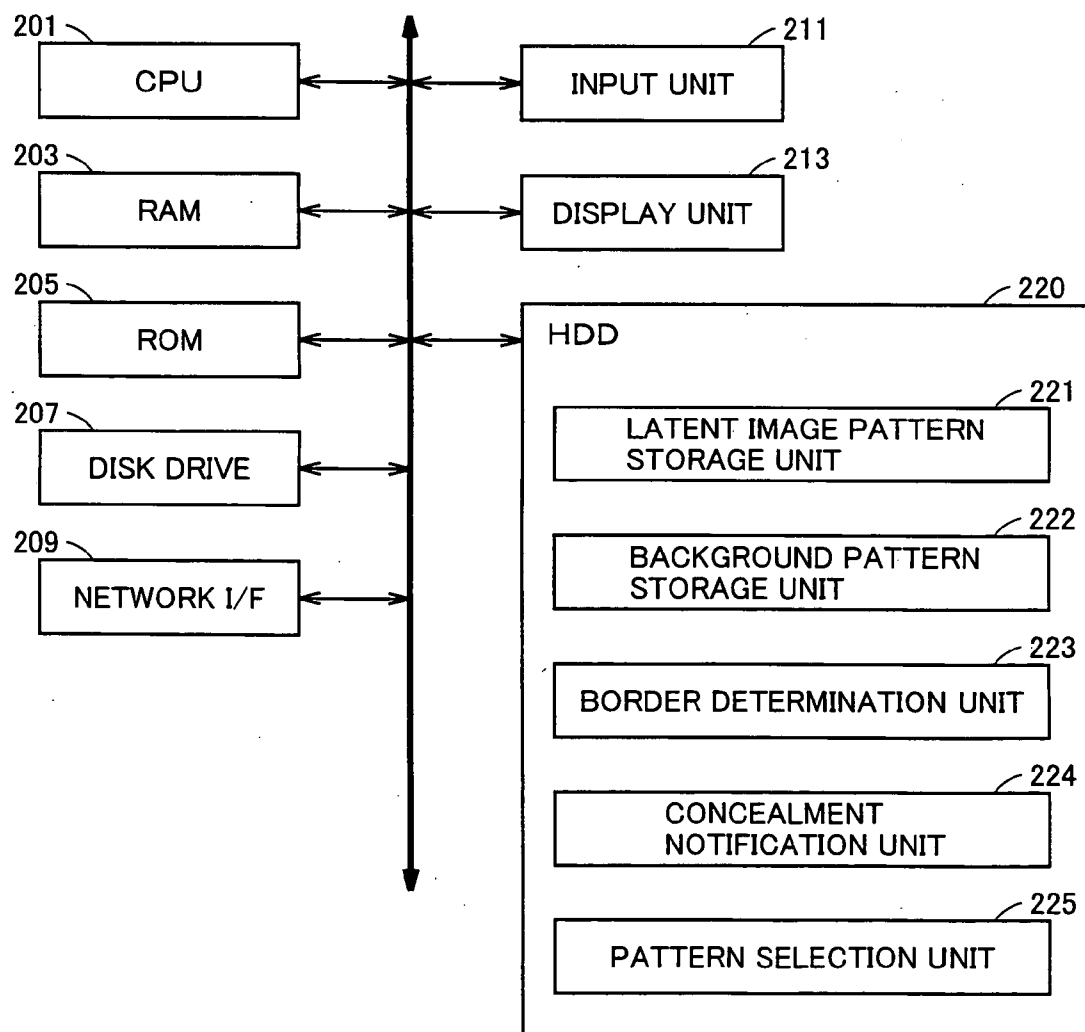 201
CPU
203
RAM
205
ROM
207
DISK DRIVE
209
NETWORK I/F
211
INPUT UNIT
213
DISPLAY UNIT
220
HDD
221
LATENT IMAGE PATTERN
STORAGE UNIT
222
BACKGROUND PATTERN
STORAGE UNIT
223
BORDER DETERMINATION UNIT
224
CONCEALMENT
NOTIFICATION UNIT
225
PATTERN SELECTION UNIT